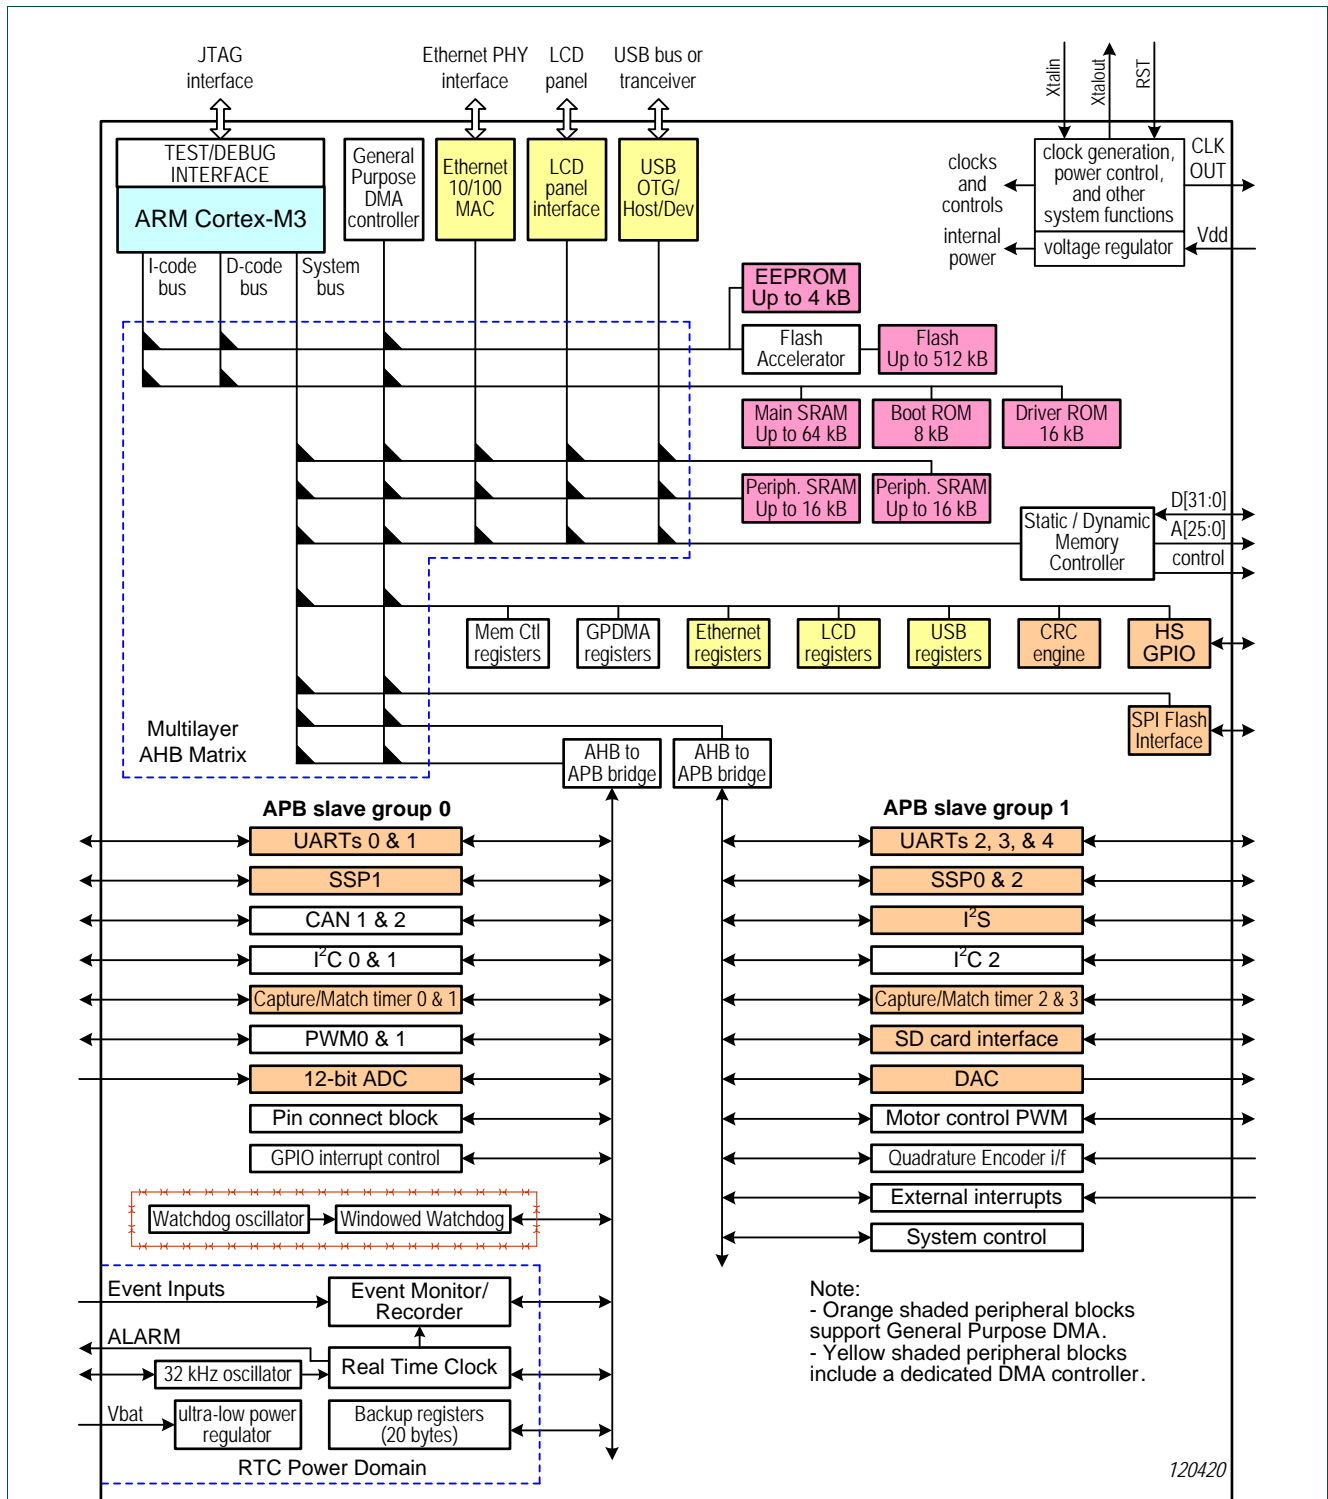 JTAG
interface
Ethernet PHY
interface
LCD
panel
USB bus or
tranceiver
Xtalin
Xtalout
RST
TEST/DEBUG
INTERFACE
ARM Cortex-M3
General
Purpose
DMA
controller
Ethernet
10/100
MAC
LCD
panel
interface
USB
OTG/
Host/Dev
clocks
and
controls
clock generation,
power control,
and other
system functions
CLK
OUT
internal
power
voltage regulator
Vdd
I-code
bus
D-code
bus
System
bus
EEPROM
Up to 4 kB
Flash
Accelerator
Flash
Up to 512 kB
Main SRAM
Up to 64 kB
Boot ROM
8 kB
Driver ROM
16 kB
Periph. SRAM
Up to 16 kB
Periph. SRAM
Up to 16 kB
Static / Dynamic
Memory
Controller
D[31:0]
A[25:0]
control
Mem Ctl
registers
GPDMA
registers
Ethernet
registers
LCD
registers
USB
registers
CRC
engine
HS
GPIO
SPI Flash
Interface
Multilayer
AHB Matrix
AHB to
APB bridge
AHB to
APB bridge
APB slave group 0
UARTs 0 & 1
SSP1
CAN 1 & 2
I2C 0 & 1
Capture/Match timer 0 & 1
PWM0 & 1
12-bit ADC
Pin connect block
GPIO interrupt control
Watchdog oscillator
Windowed Watchdog
APB slave group 1
UARTs 2, 3, & 4
SSP0 & 2
I2S
I2C 2
Capture/Match timer 2 & 3
SD card interface
DAC
Motor control PWM
Quadrature Encoder i/f
External interrupts
System control
Event Inputs
Event Monitor/
Recorder
ALARM
32 kHz oscillator
Real Time Clock
Vbat
ultra-low power
regulator
Backup registers
(20 bytes)
RTC Power Domain
Note:
- Orange shaded peripheral blocks
support General Purpose DMA.
- Yellow shaded peripheral blocks
include a dedicated DMA controller.
120420